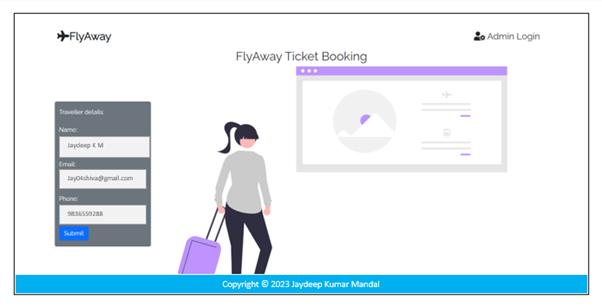 FlyAway
Admin Login
FlyAway Ticket Booking
Traveller details:
Name:
Jaydeep K M
Email:
Jay04shiva@gmail.com
Phone:
9836559288
Submit
Copyright © 2023 Jaydeep Kumar Mandal